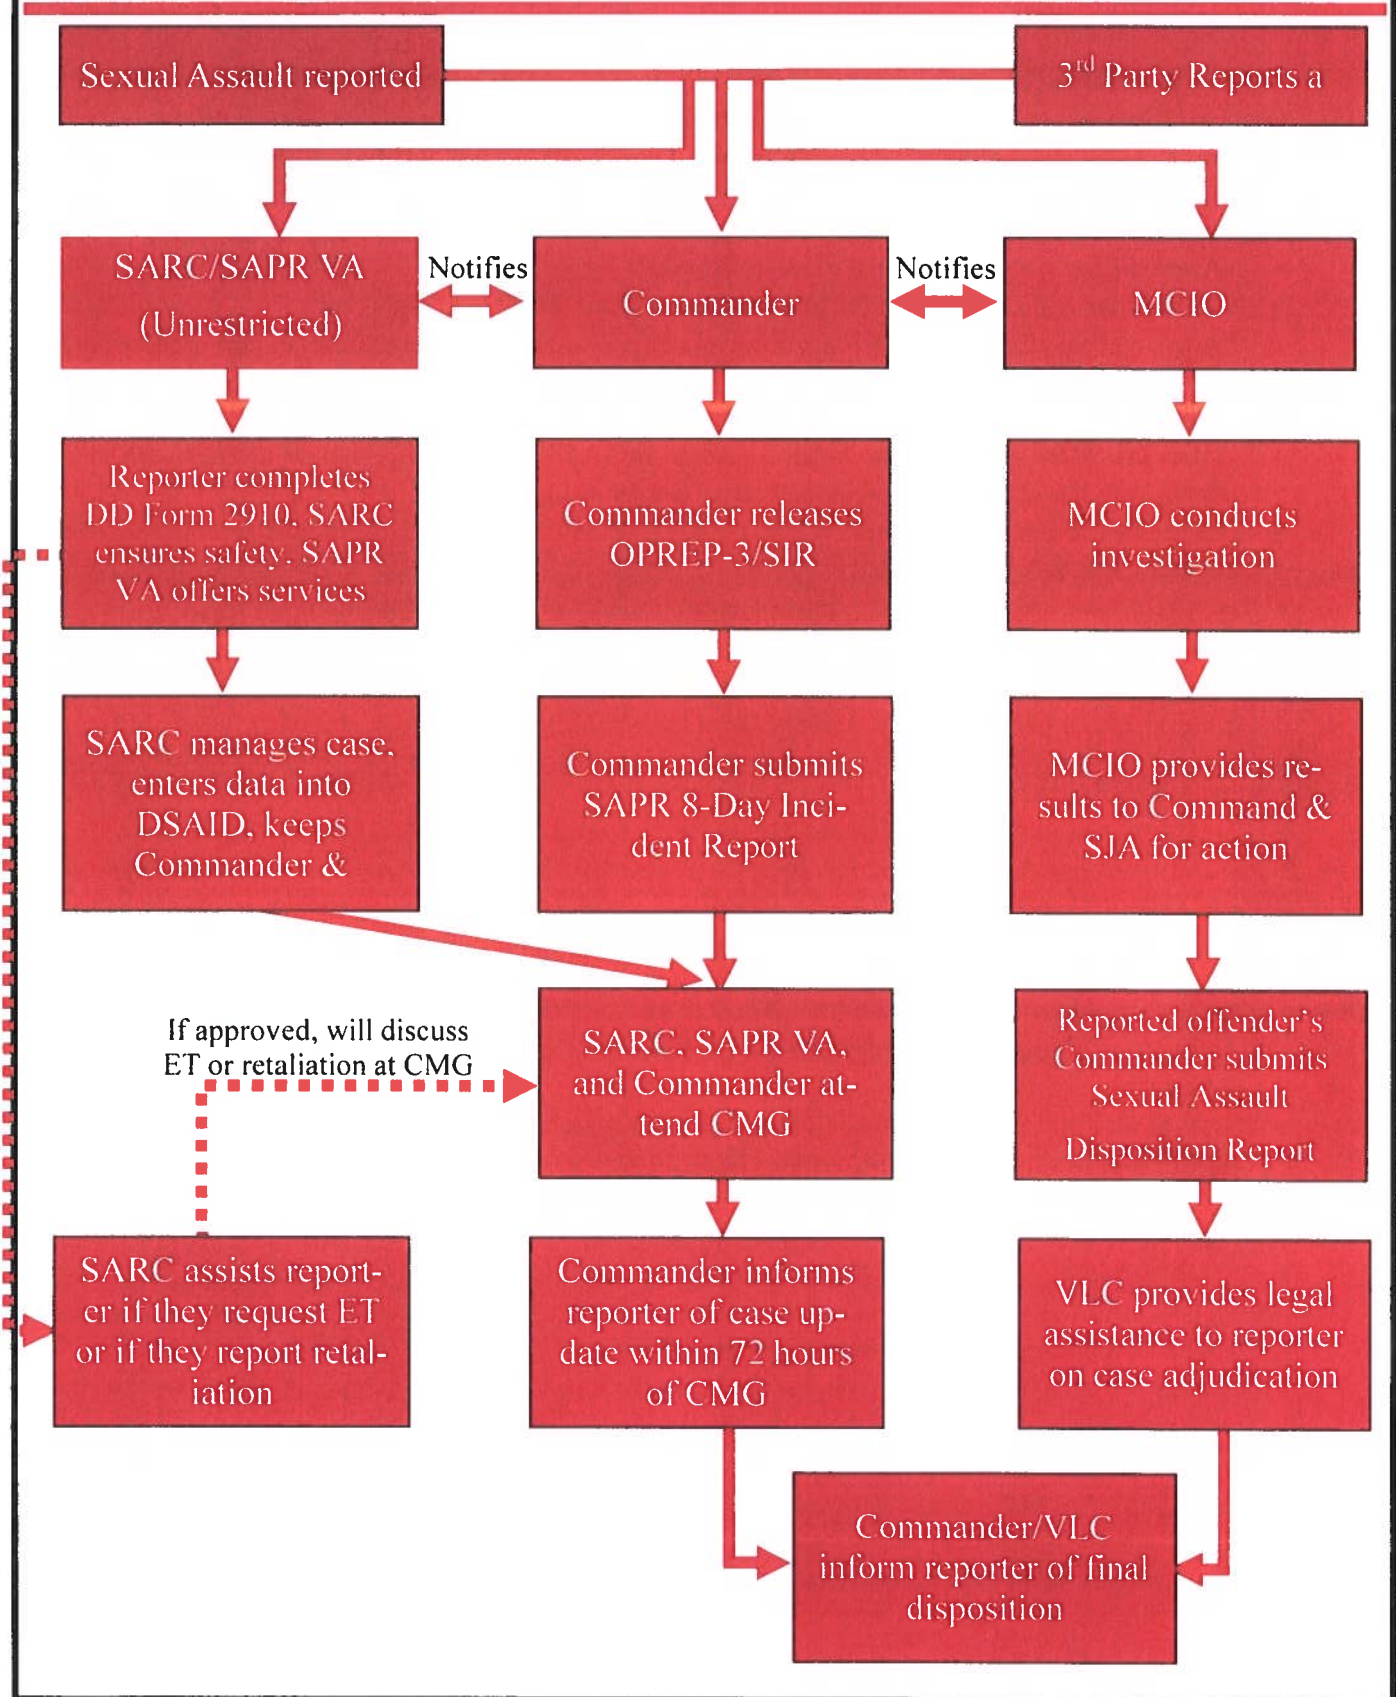 Sexual Assault reported
3rd Party Reports a
SARC/SAPR VA
(Unrestricted)
Notifies
Commander
Notifies
MCIO
Reporter completes
DD Form 2910, SARC
ensures safety, SAPR
VA offers services
Commander releases
OPREP-3/SIR
MCIO conducts
investigation
SARC manages case,
enters data into
DSAID, keeps
Commander &
Commander submits
SAPR 8-Day Inci-
dent Report
MCIO provides re-
sults to Command &
SJA for action
If approved, will discuss
ET or retaliation at CMG
SARC, SAPR VA,
and Commander at-
tend CMG
Reported offender's
Commander submits
Sexual Assault
Disposition Report
SARC assists report-
er if they request ET
or if they report retal-
iation
Commander informs
reporter of case up-
date within 72 hours
of CMG
VLC provides legal
assistance to reporter
on case adjudication
Commander/VLC
inform reporter of final
disposition